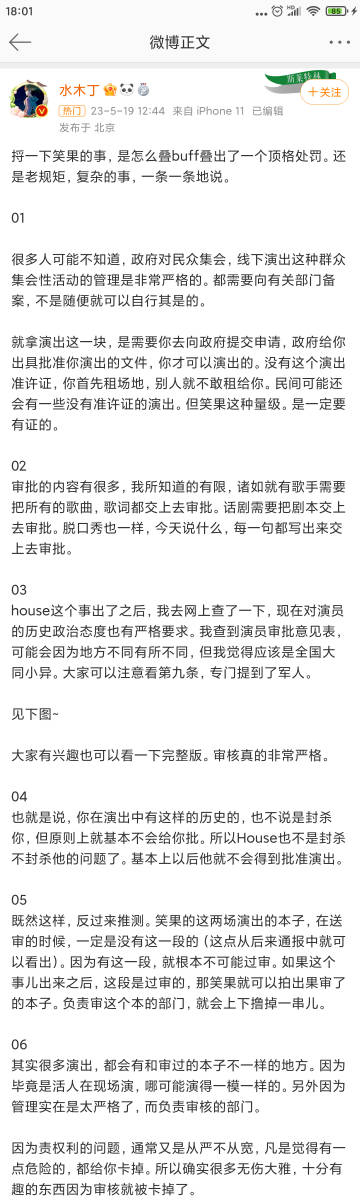 18:01
85
微博正文
水木丁
斯莱特林
+关注
热门 23-5-19 12:44 来自 iPhone 11 已编辑
发布于 北京
捋一下笑果的事，是怎么叠buff叠出了一个顶格处罚。还
是老规矩，复杂的事，一条一条地说。
01
很多人可能不知道，政府对民众集会，线下演出这种群众
集会性活动的管理是非常严格的。都需要向有关部门备
案，不是随便就可以自行其是的。
就拿演出这一块，是需要你去向政府提交申请，政府给你
出具批准你演出的文件，你才可以演出的。没有这个演出
准许证，你首先租场地，别人就不敢租给你。民间可能还
会有一些没有准许证的演出。但笑果这种量级。是一定要
有证的。
02
审批的内容有很多，我所知道的有限，诸如就有歌手需要
把所有的歌曲，歌词都交上去审批。话剧需要把剧本交上
去审批。脱口秀也一样，今天说什么，每一句都写出来交
上去审批。
03
house这个事出了之后，我去网上查了一下，现在对演员
的历史政治态度也有严格要求。我查到演员审批意见表，
可能会因为地方不同有所不同，但我觉得应该是全国大
同小异。大家可以注意看第九条，专门提到了军人。
见下图~
大家有兴趣也可以看一下完整版。审核真的非常严格。
04
也就是说，你在演出中有这样的历史的，也不说是封杀
你，但原则上就基本不会给你批。所以House也不是封杀
不封杀他的问题了。基本上以后他就不会得到批准演出。
05
既然这样，反过来推测。笑果的这两场演出的本子，在送
审的时候，一定是没有这一段的（这点从后来通报中就可
以看出）。因为有这一段，就根本不可能过审。如果这个
事儿出来之后，这段是过审的，那笑果就可以拍出果审了
的本子。负责审这个本的部门，就会上下撸掉一串儿。
06
其实很多演出，都会有和审过的本子不一样的地方。因为
毕竟是活人在现场演，哪可能演得一模一样的。另外因为
管理实在是太严格了，而负责审核的部门。
因为责权利的问题，通常又是从严不从宽，凡是觉得有一
点危险的，都给你卡掉。所以确实很多无伤大雅，十分有
趣的东西因为审核就被卡掉了。